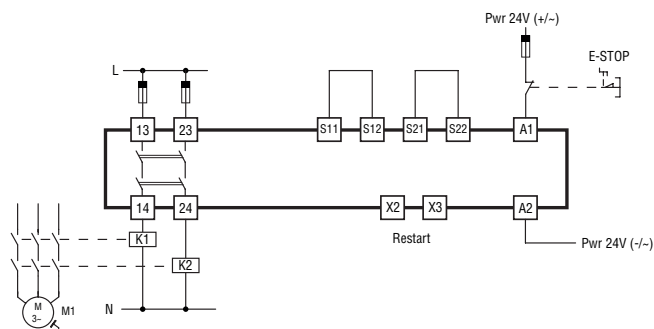 Pwr 24V (+/~)
E-STOP
L
13
23
S11
S12
S21
S22
A1
14
24
X2
X3
A2
Restart
K1
Pwr 24V (-/~)
K2
M
3~
M1
N